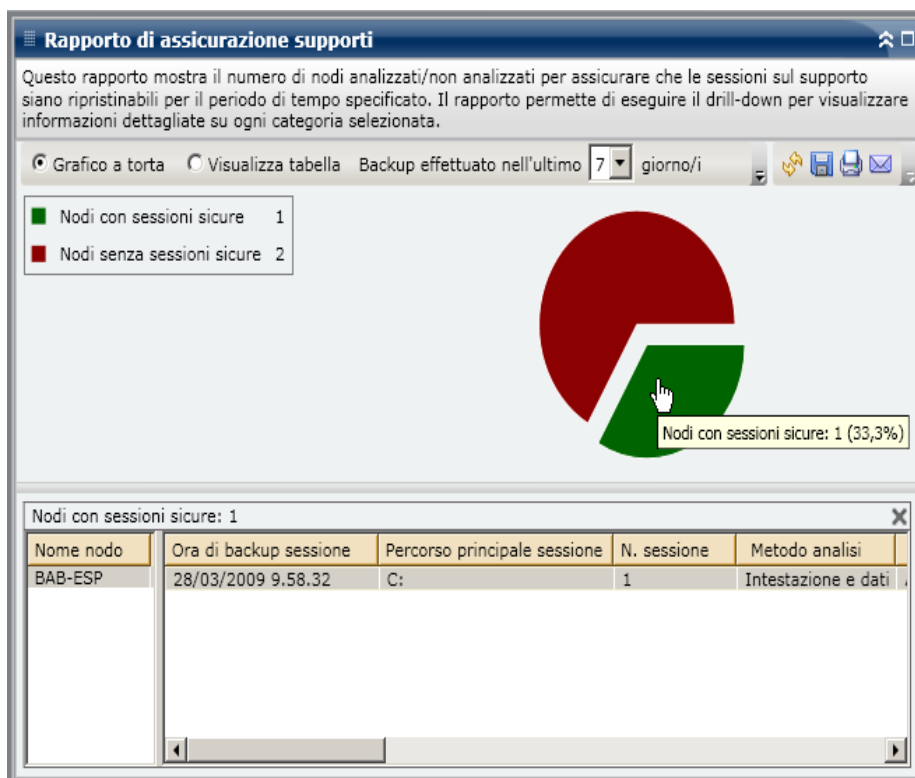 Rapporto di assicurazione supporti
Questo rapporto mostra il numero di nodi analizzati/non analizzati per assicurare che le sessioni sul supporto
siano ripristinabili per il periodo di tempo specificato. Il rapporto permette di eseguire il drill-down per visualizzare
informazioni dettagliate su ogni categoria selezionata.
Grafico a torta Visualizza tabella Backup effettuato nell'ultimo 7 giorno/i
Nodi con sessioni sicure 1
Nodi senza sessioni sicure 2
Nodi con sessioni sicure: 1 (33,3%)
Nodi con sessioni sicure: 1
Nome nodo Ora di backup sessione Percorso principale sessione N. sessione Metodo analisi
BAB-ESP 28/03/2009 9.58.32 C: 1 Intestazione e dati